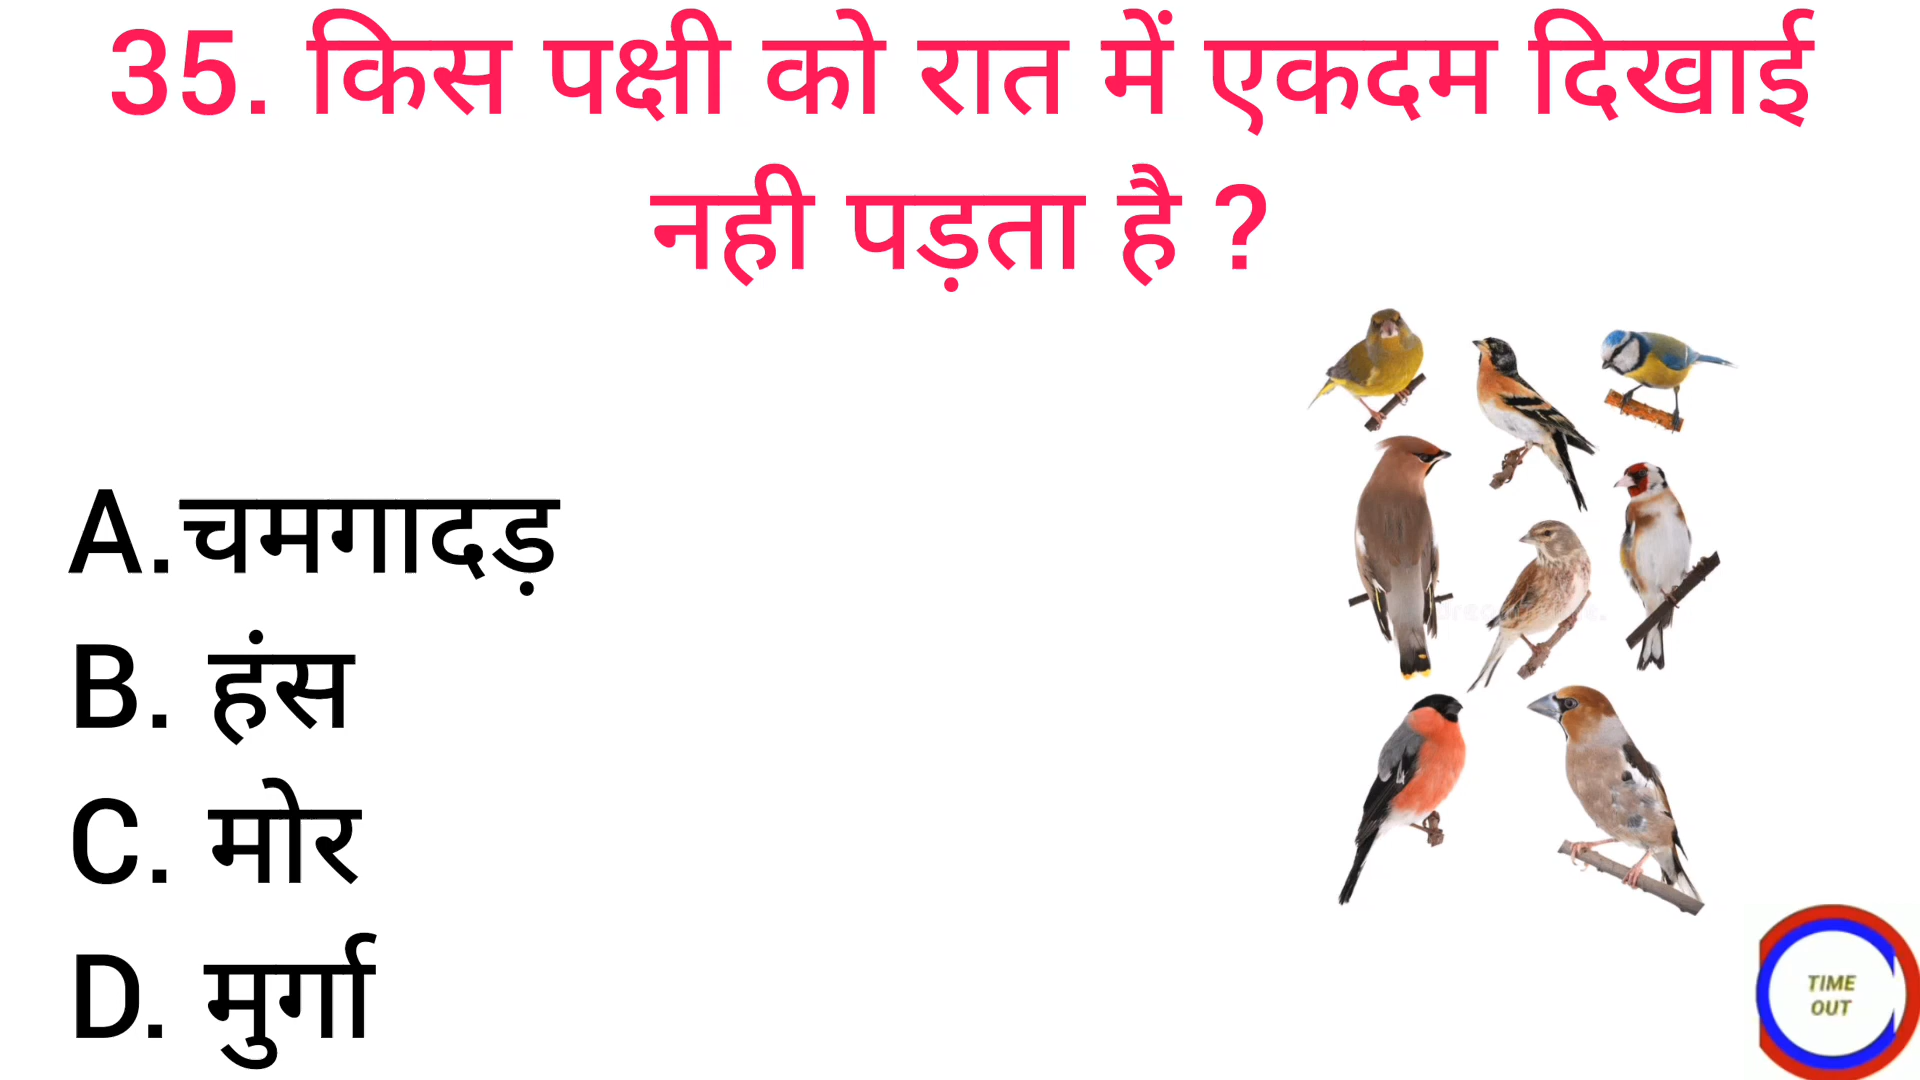 35. किस पक्षी को रात में एकदम दिखाई
नही पड़ता है ?
A.चमगादड़
B. हंस
C. मोर
D. मुर्गा
TIME
OUT